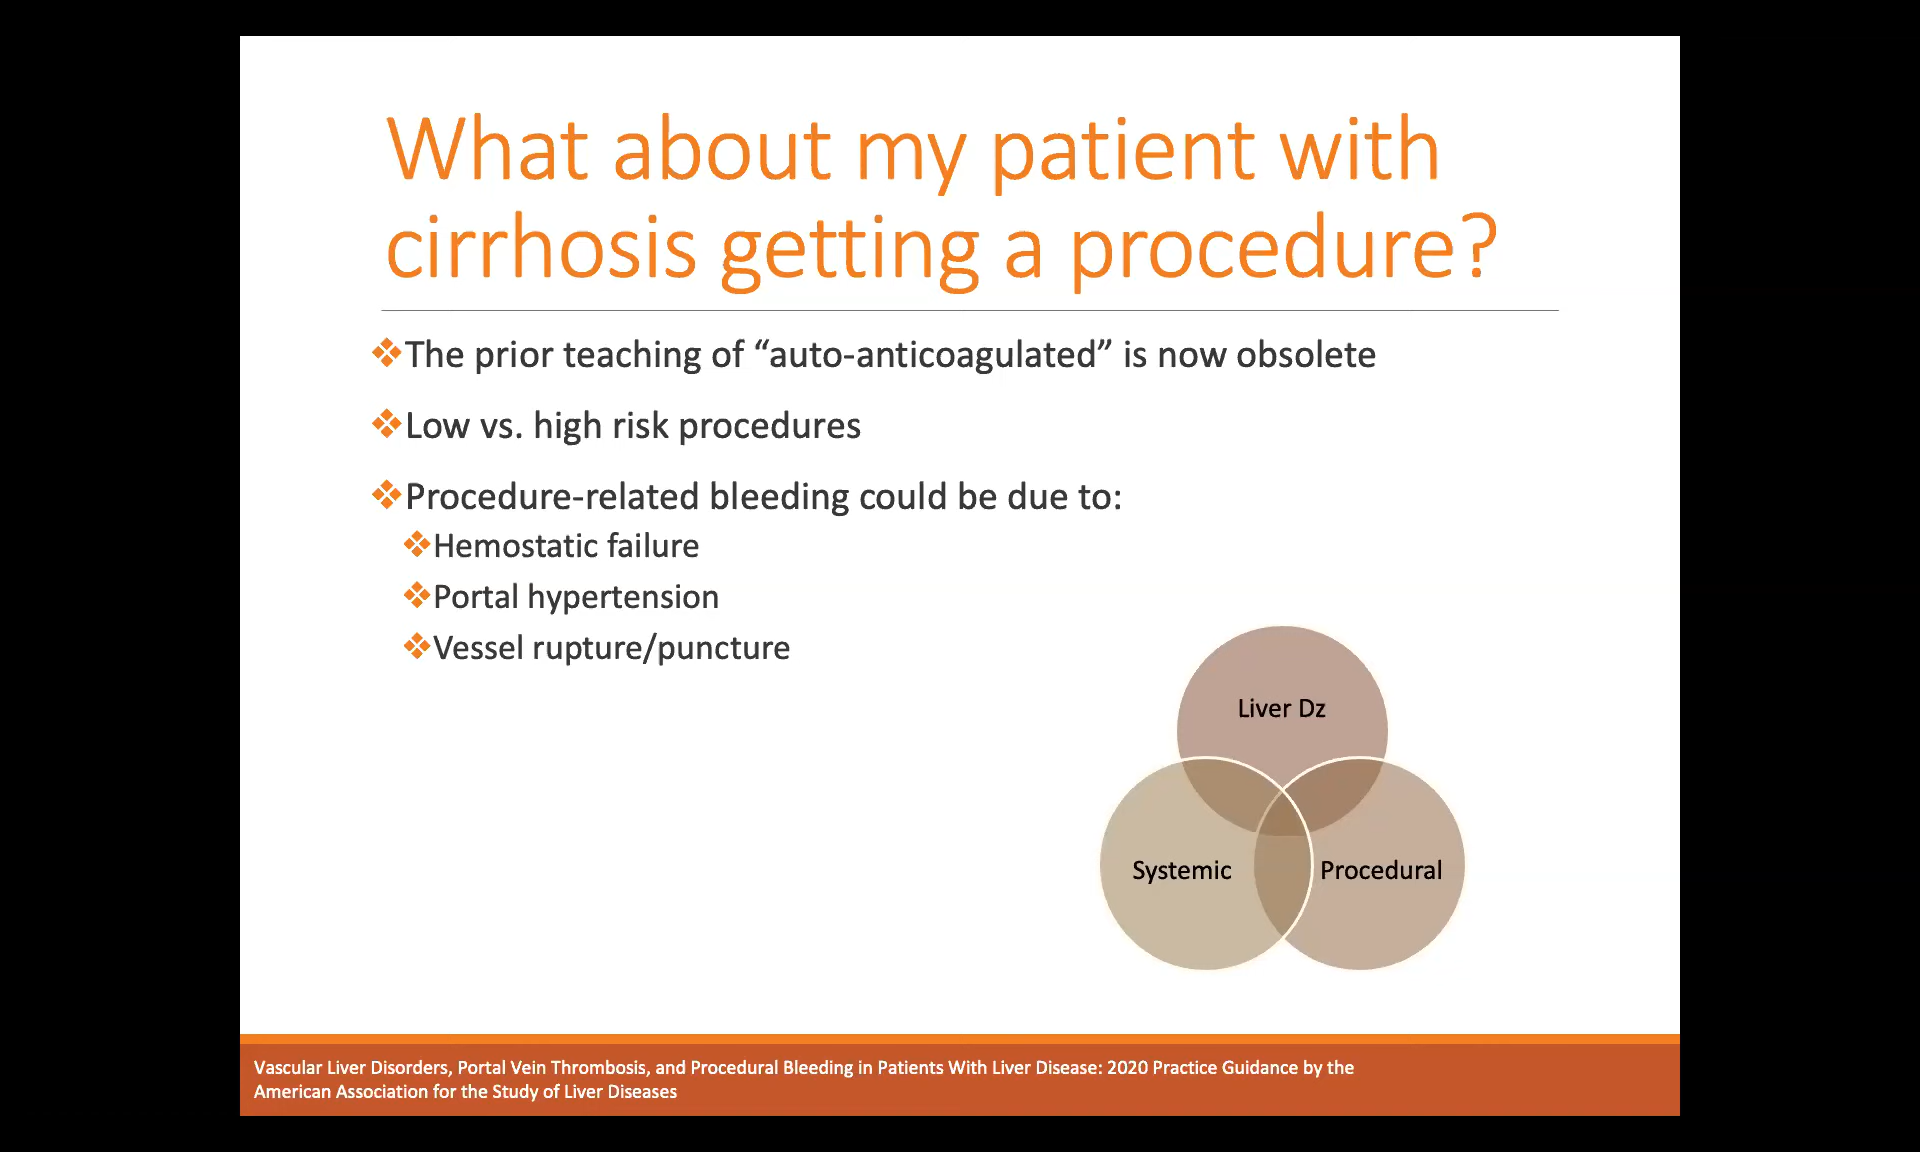 What about my patient with
cirrhosis getting a procedure?
The prior teaching of “auto-anticoagulated” is now obsolete
Low vs. high risk procedures
Procedure-related bleeding could be due to:
Hemostatic failure
Portal hypertension
Vessel rupture/puncture
Liver Dz
Systemic
Procedural
Vascular Liver Disorders, Portal Vein Thrombosis, and Procedural Bleeding in Patients With Liver Disease: 2020 Practice Guidance by the
American Association for the Study of Liver Diseases